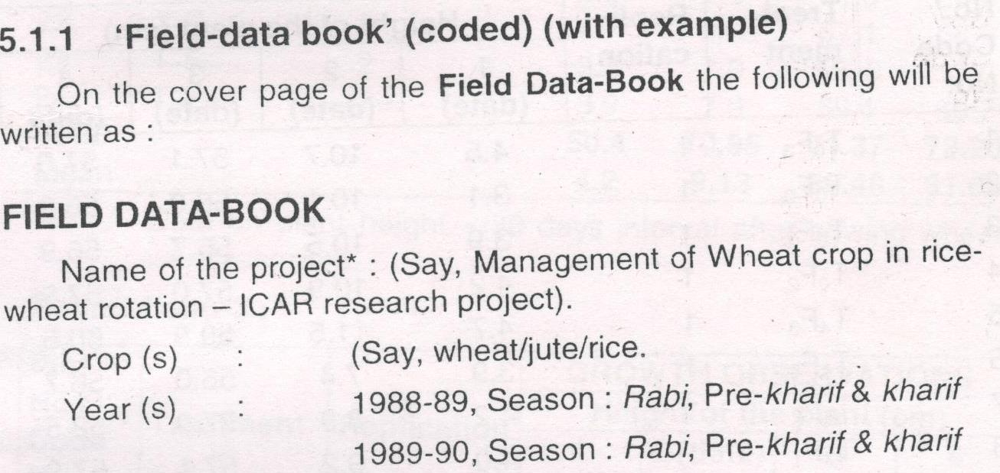 5.1.1 ‘Field-data book’ (coded) (with example)
On the cover page of the Field Data-Book the following will be
written as :
FIELD DATA-BOOK
Name of the project* : (Say, Management of Wheat crop in rice-
wheat rotation – ICAR research project).
Crop (s) : (Say, wheat/jute/rice.
Year (s) : 1988-89, Season : Rabi, Pre-kharif & kharif
1989-90, Season : Rabi, Pre-kharif & kharif